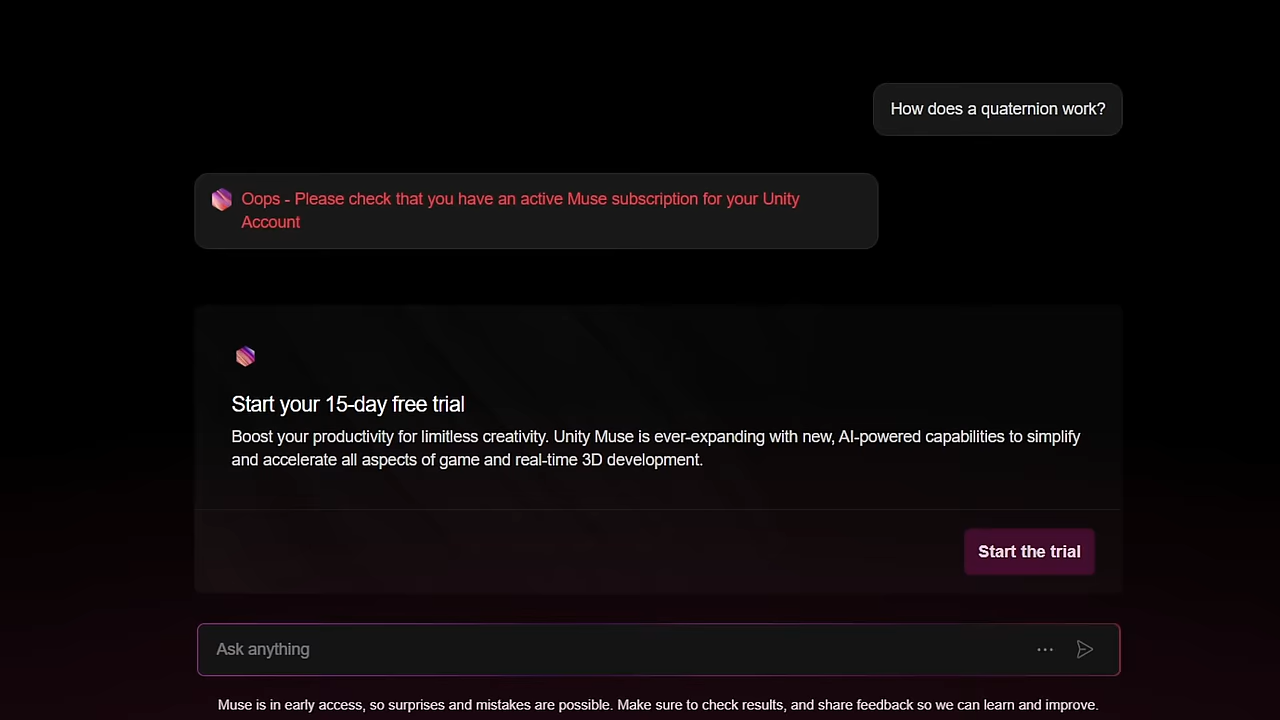 How does a quaternion work?
Oops - Please check that you have an active Muse subscription for your Unity
Account
Start your 15-day free trial
Boost your productivity for limitless creativity. Unity Muse is ever-expanding with new, AI-powered capabilities to simplify
and accelerate all aspects of game and real-time 3D development.
Start the trial
Ask anything
Muse is in early access, so surprises and mistakes are possible. Make sure to check results, and share feedback so we can learn and improve.